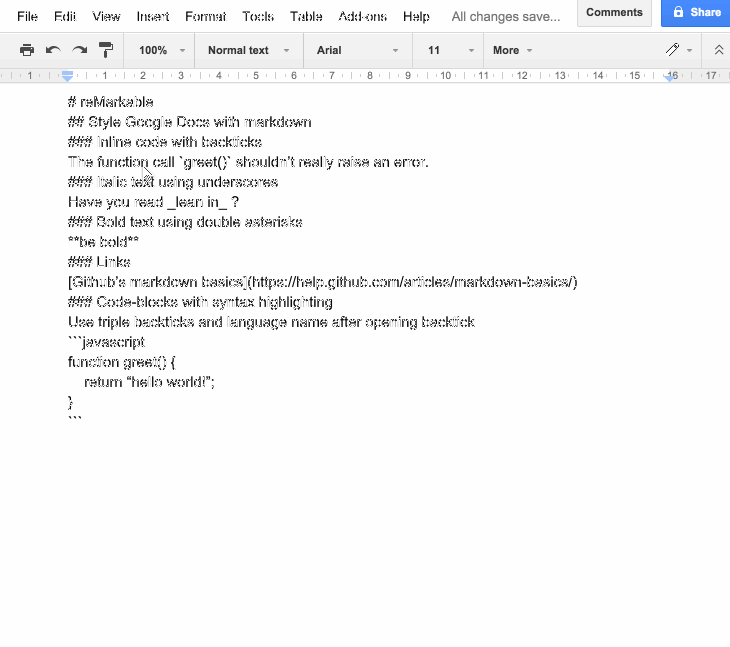 File Edit View Insert Format Tools Table Add-ons Help All changes save... Comments Share
100% Normal text Arial 11 More
1 1 2 3 4 5 6 7 8 9 10 11 12 13 14 15 16 17
# reMarkable
## Style Google Docs with markdown
### Inline code with backticks
The function call `greet()` shouldn't really raise an error.
### Italic text using underscores
Have you read _lean in_ ?
### Bold text using double asterisks
**be bold**
### Links
[Github's markdown basics](https://help.github.com/articles/markdown-basics/)
### Code-blocks with syntax highlighting
Use triple backticks and language name after opening backtick
```javascript
function greet() {
    return “hello world!”;
}
```